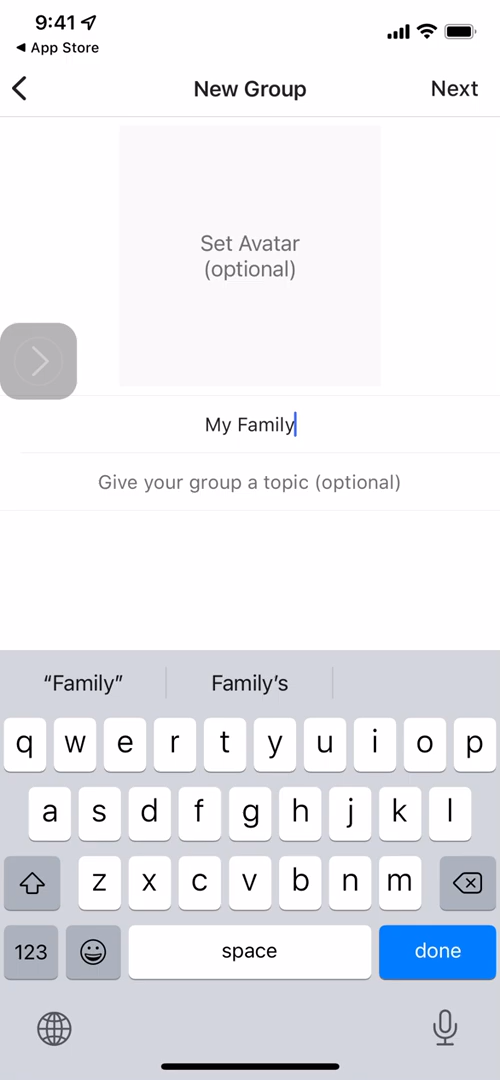 9:41
◀ App Store
New Group
Next
Set Avatar
(optional)
My Family
Give your group a topic (optional)
“Family”
Family’s
q w e r t y u i o p
a s d f g h j k l
z x c v b n m
123
space
done